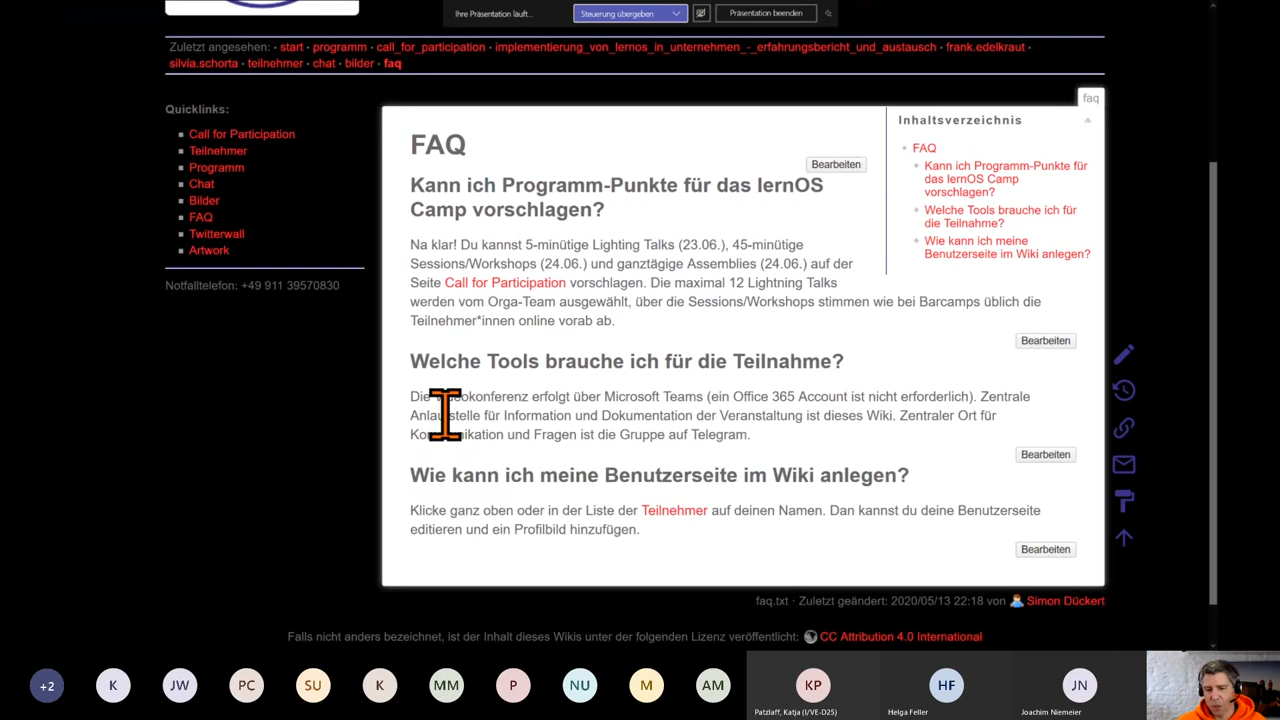 Ihre Präsentation läuft...
Steuerung übergeben
Präsentation beenden
Zuletzt angesehen: · start · programm · call_for_participation · implementierung_von_lernos_in_unternehmen_-_erfahrungsbericht_und_austausch · frank.edelkraut ·
silvia.schorta · teilnehmer · chat · bilder · faq
Quicklinks:
Call for Participation
Teilnehmer
Programm
Chat
Bilder
FAQ
Twitterwall
Artwork
Notfalltelefon: +49 911 39570830
faq
Inhaltsverzeichnis
FAQ
Kann ich Programm-Punkte für
das lernOS Camp
vorschlagen?
Welche Tools brauche ich für
die Teilnahme?
Wie kann ich meine
Benutzerseite im Wiki anlegen?
FAQ
Bearbeiten
Kann ich Programm-Punkte für das lernOS
Camp vorschlagen?
Na klar! Du kannst 5-minütige Lighting Talks (23.06.), 45-minütige
Sessions/Workshops (24.06.) und ganztägige Assemblies (24.06.) auf der
Seite Call for Participation vorschlagen. Die maximal 12 Lightning Talks
werden vom Orga-Team ausgewählt, über die Sessions/Workshops stimmen wie bei Barcamps üblich die
Teilnehmer*innen online vorab ab.
Bearbeiten
Welche Tools brauche ich für die Teilnahme?
Die Videokonferenz erfolgt über Microsoft Teams (ein Office 365 Account ist nicht erforderlich). Zentrale
Anlaufstelle für Information und Dokumentation der Veranstaltung ist dieses Wiki. Zentraler Ort für
Kommunikation und Fragen ist die Gruppe auf Telegram.
Bearbeiten
Wie kann ich meine Benutzerseite im Wiki anlegen?
Klicke ganz oben oder in der Liste der Teilnehmer auf deinen Namen. Dan kannst du deine Benutzerseite
editieren und ein Profilbild hinzufügen.
Bearbeiten
faq.txt · Zuletzt geändert: 2020/05/13 22:18 von Simon Dückert
Falls nicht anders bezeichnet, ist der Inhalt dieses Wikis unter der folgenden Lizenz veröffentlicht: CC Attribution 4.0 International
+2 K JW PC SU K MM P NU M AM KP HF JN
Patzlaff, Katja (I/VE-D25) Helga Feller Joachim Niemeier